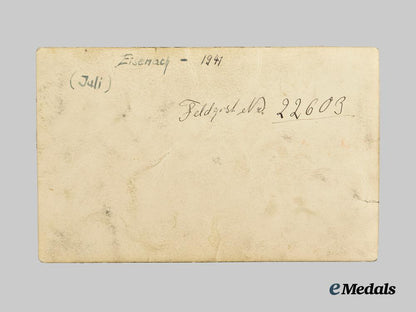 Eisenach - 1941
(Juli)
Feldpost Nr. 22603
eMedals